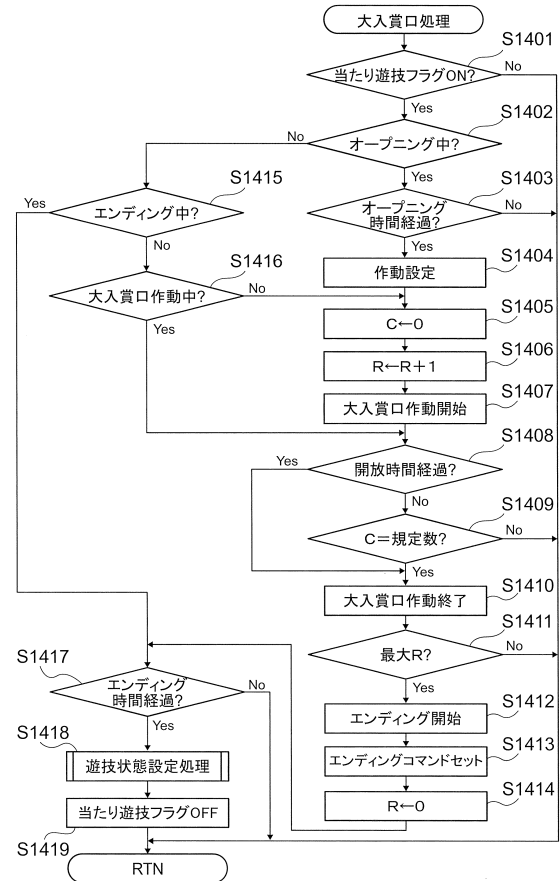 大入賞口処理
S1401
当たり遊技フラグON?
No
Yes
S1402
オープニング中?
No
Yes
S1403
オープニング
時間経過?
No
Yes
S1404
作動設定
S1405
C←0
S1406
R←R+1
S1407
大入賞口作動開始
S1408
開放時間経過?
Yes
No
S1409
C=規定数?
No
Yes
S1410
大入賞口作動終了
S1411
最大R?
No
Yes
S1412
エンディング開始
S1413
エンディングコマンドセット
S1414
R←0
S1415
エンディング中?
Yes
No
S1416
大入賞口作動中?
No
Yes
S1417
エンディング
時間経過?
No
Yes
S1418
遊技状態設定処理
当たり遊技フラグOFF
S1419
RTN